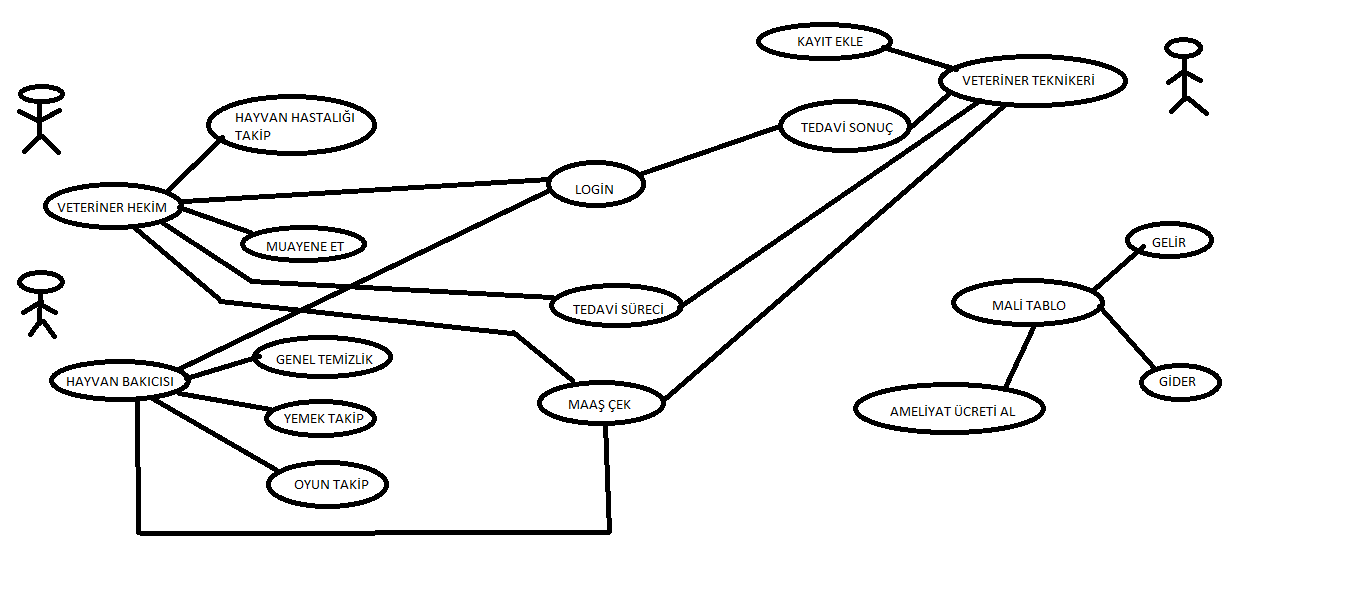 KAYIT EKLE
VETERİNER TEKNİKERİ
HAYVAN HASTALIĞI
TAKİP
TEDAVİ SONUÇ
LOGİN
VETERİNER HEKİM
MUAYENE ET
GELİR
TEDAVİ SÜRECİ
MALİ TABLO
GENEL TEMİZLİK
HAYVAN BAKICISI
GİDER
MAAŞ ÇEK
AMELİYAT ÜCRETİ AL
YEMEK TAKİP
OYUN TAKİP